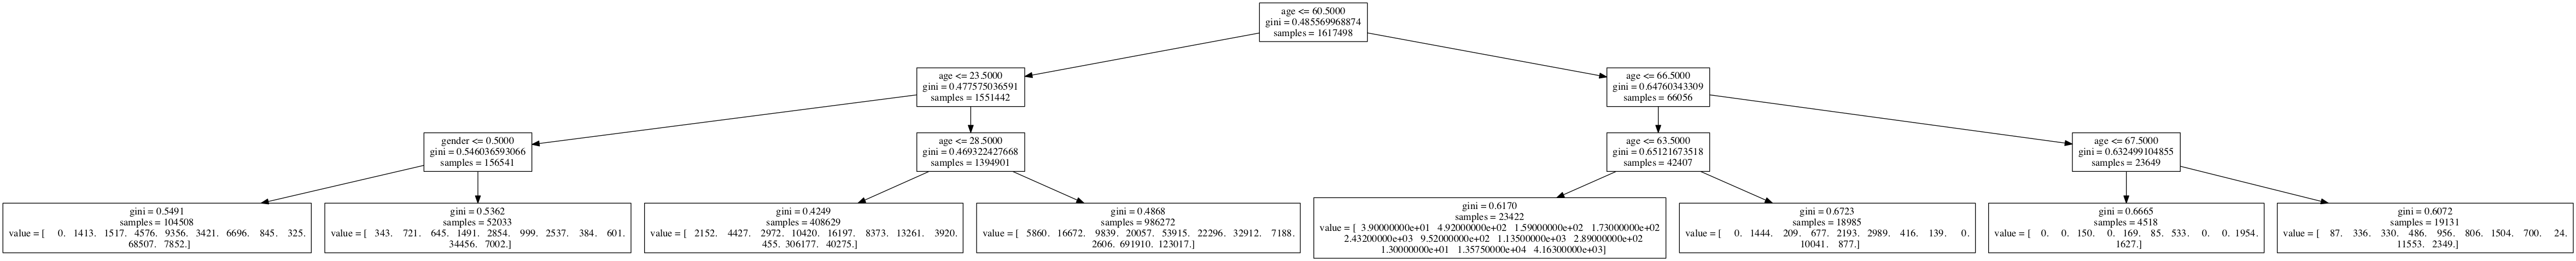 age <= 60.5000
gini = 0.485569968874
samples = 1617498
age <= 23.5000
gini = 0.477575036591
samples = 1551442
age <= 66.5000
gini = 0.64760343309
samples = 66056
gender <= 0.5000
gini = 0.546036593066
samples = 156541
age <= 28.5000
gini = 0.469322427668
samples = 1394901
age <= 63.5000
gini = 0.65121673518
samples = 42407
age <= 67.5000
gini = 0.632499104855
samples = 23649
gini = 0.5491
samples = 104508
value = [ 0. 1413. 1517. 4576. 9356. 3421. 6696. 845. 325.
68507. 7852.]
gini = 0.5362
samples = 52033
value = [ 343. 721. 645. 1491. 2854. 999. 2537. 384. 601.
34456. 7002.]
gini = 0.4249
samples = 408629
value = [ 2152. 4427. 2972. 10420. 16197. 8373. 13261. 3920.
455. 306177. 40275.]
gini = 0.4868
samples = 986272
value = [ 5860. 16672. 9839. 20057. 53915. 22296. 32912. 7188.
2606. 691910. 123017.]
gini = 0.6170
samples = 23422
value = [ 3.90000000e+01 4.92000000e+02 1.59000000e+02 1.73000000e+02
2.43200000e+03 9.52000000e+02 1.13500000e+03 2.89000000e+02
1.30000000e+01 1.35750000e+04 4.16300000e+03]
gini = 0.6723
samples = 18985
value = [ 0. 1444. 209. 677. 2193. 2989. 416. 139. 0.
10041. 877.]
gini = 0.6665
samples = 4518
value = [ 0. 0. 150. 0. 169. 85. 533. 0. 0. 1954.
1627.]
gini = 0.6072
samples = 19131
value = [ 87. 336. 330. 486. 956. 806. 1504. 700. 24.
11553. 2349.]